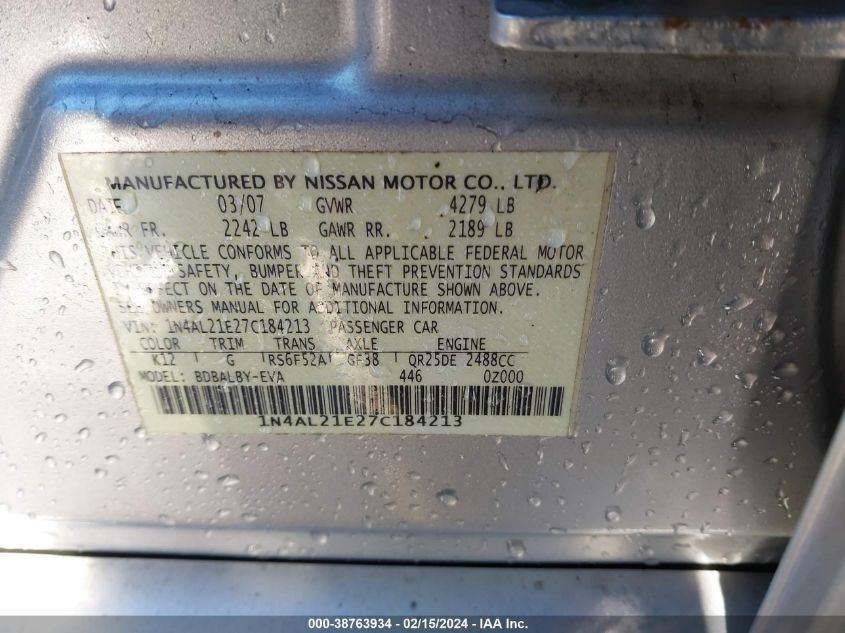 MANUFACTURED BY NISSAN MOTOR CO., LTD.
DATE 03/07 GVWR 4279 LB
GAWR FR. 2242 LB GAWR RR. 2189 LB
THIS VEHICLE CONFORMS TO ALL APPLICABLE FEDERAL MOTOR
VEHICLE SAFETY, BUMPER AND THEFT PREVENTION STANDARDS
IN EFFECT ON THE DATE OF MANUFACTURE SHOWN ABOVE.
SEE OWNERS MANUAL FOR ADDITIONAL INFORMATION.
VIN: 1N4AL21E27C184213 PASSENGER CAR
COLOR TRIM TRANS AXLE ENGINE
K12 G RS6F52A GF38 QR25DE 2488CC
MODEL: BDBALBY-EVA 446 0Z000
1N4AL21E27C184213
000-38763934 - 02/15/2024 - IAA Inc.